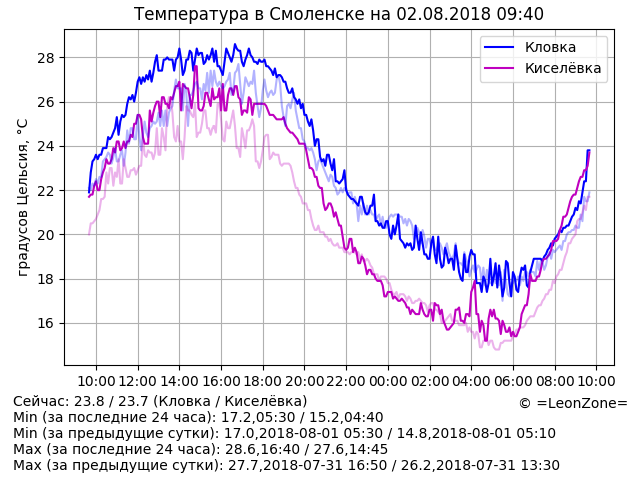 Температура в Смоленске на 02.08.2018 09:40
Кловка
Киселёвка
градусов Цельсия, °C
28
26
24
22
20
18
16
10:00 12:00 14:00 16:00 18:00 20:00 22:00 00:00 02:00 04:00 06:00 08:00 10:00
Сейчас: 23.8 / 23.7 (Кловка / Киселёвка)
© =LeonZone=
Min (за последние 24 часа): 17.2,05:30 / 15.2,04:40
Min (за предыдущие сутки): 17.0,2018-08-01 05:30 / 14.8,2018-08-01 05:10
Max (за последние 24 часа): 28.6,16:40 / 27.6,14:45
Max (за предыдущие сутки): 27.7,2018-07-31 16:50 / 26.2,2018-07-31 13:30